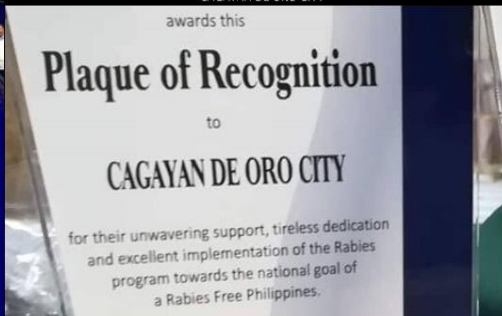 awards this
Plaque of Recognition
to
CAGAYAN DE ORO CITY
for their unwavering support, tireless dedication
and excellent implementation of the Rabies
program towards the national goal of
a Rabies Free Philippines.